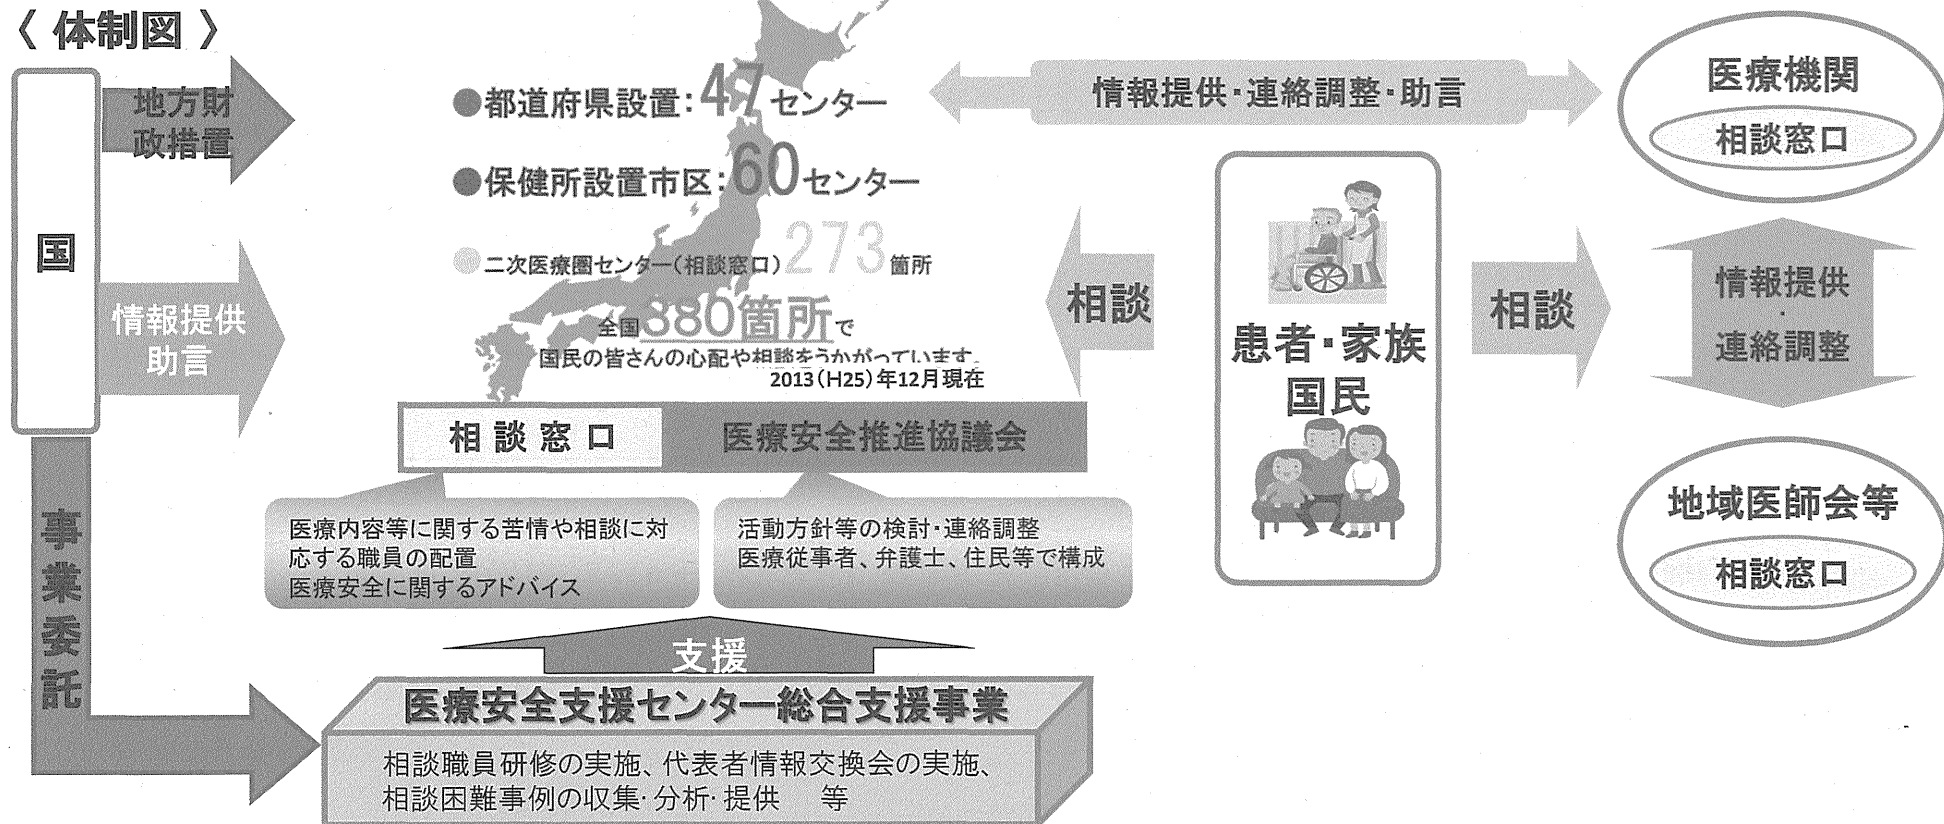 〈 体制図 〉
国
地方財
政措置
情報提供
助言
事業委託
●都道府県設置:47センター
●保健所設置市区:60センター
●二次医療圏センター(相談窓口)273箇所
全国380箇所で
国民の皆さんの心配や相談をうかがっています。
2013(H25)年12月現在
相談窓口
医療安全推進協議会
医療内容等に関する苦情や相談に対
応する職員の配置
医療安全に関するアドバイス
活動方針等の検討・連絡調整
医療従事者、弁護士、住民等で構成
支援
医療安全支援センター総合支援事業
相談職員研修の実施、代表者情報交換会の実施、
相談困難事例の収集・分析・提供 等
情報提供・連絡調整・助言
相談
患者・家族
国民
相談
医療機関
相談窓口
情報提供
・
連絡調整
地域医師会等
相談窓口